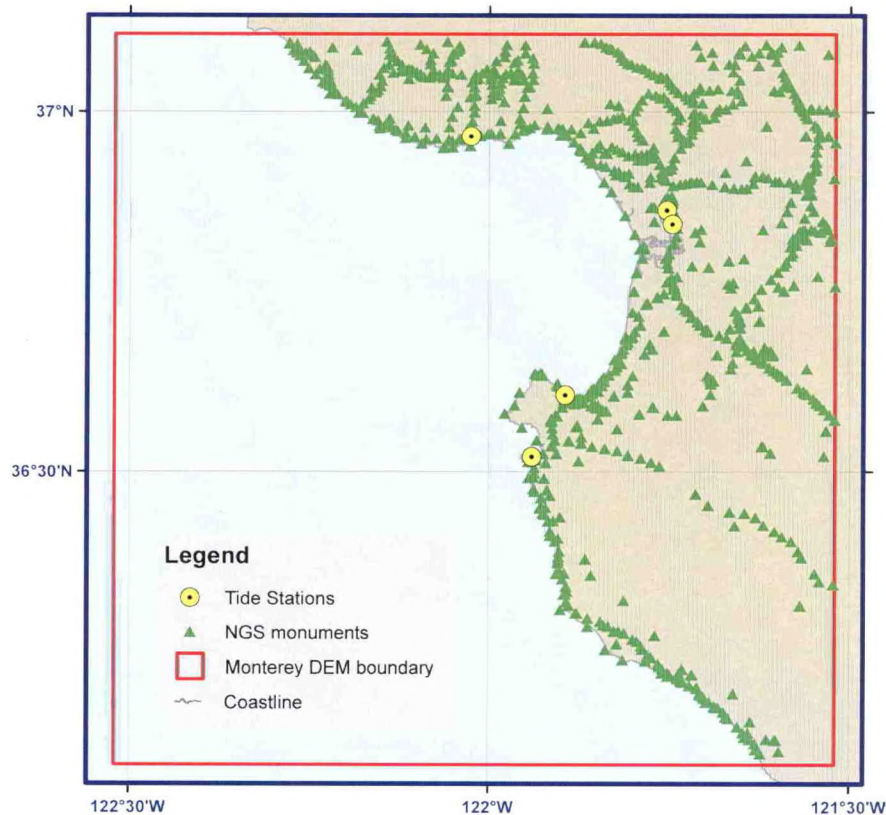 37°N
36°30'N
Legend
Tide Stations
NGS monuments
Monterey DEM boundary
Coastline
122°30'W
122°W
121°30'W